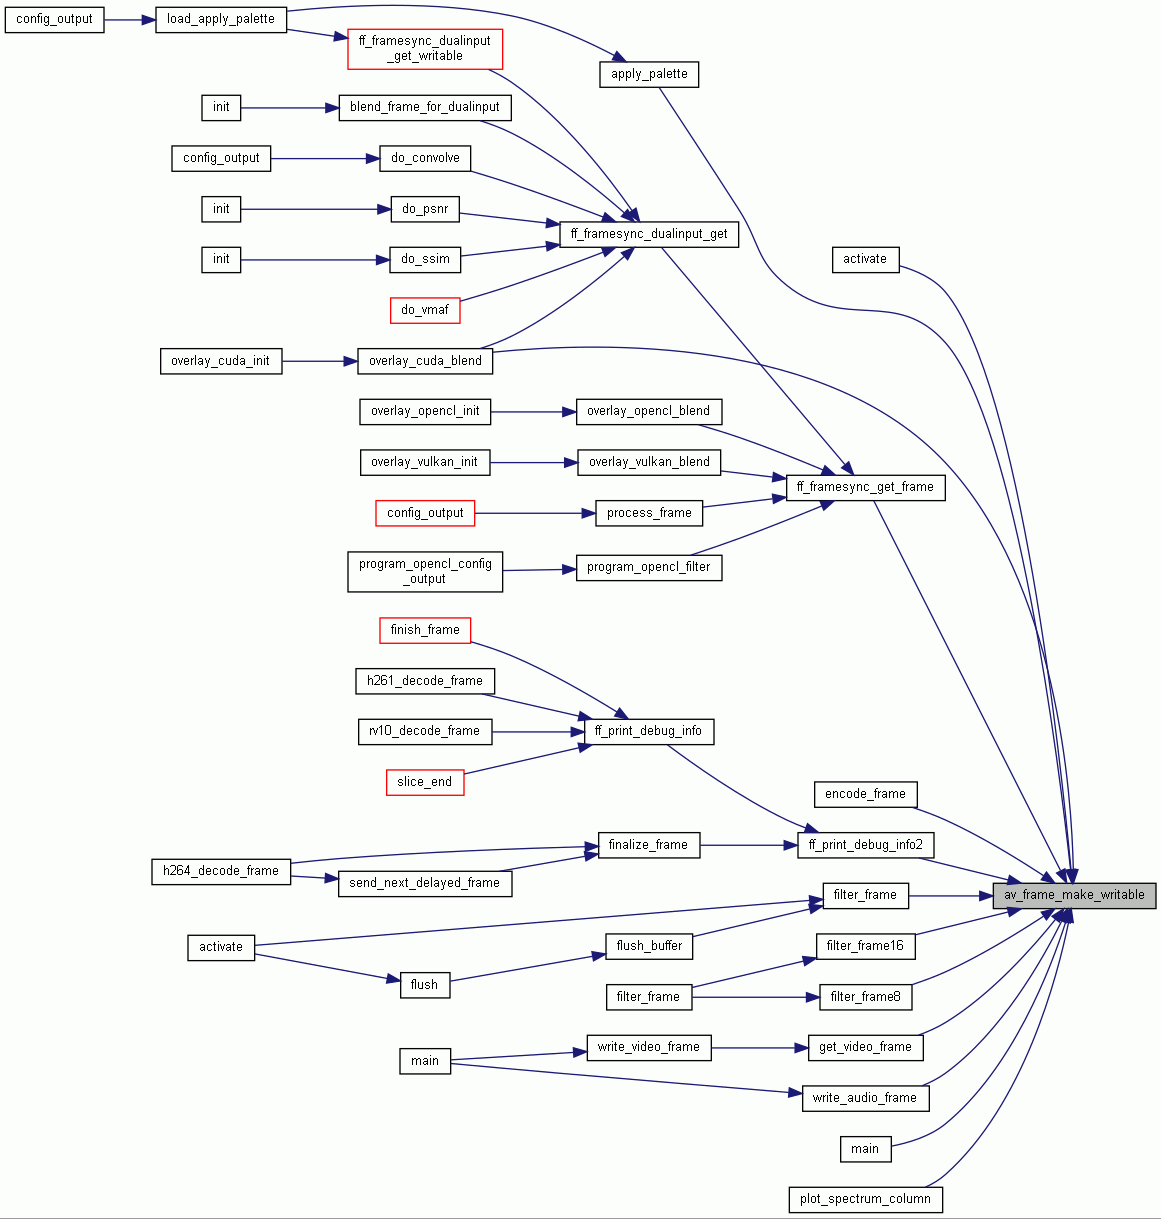 config_output
load_apply_palette
ff_framesync_dualinput
_get_writable
apply_palette
init
blend_frame_for_dualinput
config_output
do_convolve
init
do_psnr
ff_framesync_dualinput_get
init
do_ssim
activate
do_vmaf
overlay_cuda_init
overlay_cuda_blend
overlay_opencl_init
overlay_opencl_blend
overlay_vulkan_init
overlay_vulkan_blend
ff_framesync_get_frame
config_output
process_frame
program_opencl_config
_output
program_opencl_filter
finish_frame
h261_decode_frame
rv10_decode_frame
ff_print_debug_info
slice_end
encode_frame
finalize_frame
ff_print_debug_info2
h264_decode_frame
send_next_delayed_frame
filter_frame
av_frame_make_writable
activate
flush_buffer
filter_frame16
flush
filter_frame
filter_frame8
main
write_video_frame
get_video_frame
write_audio_frame
main
plot_spectrum_column